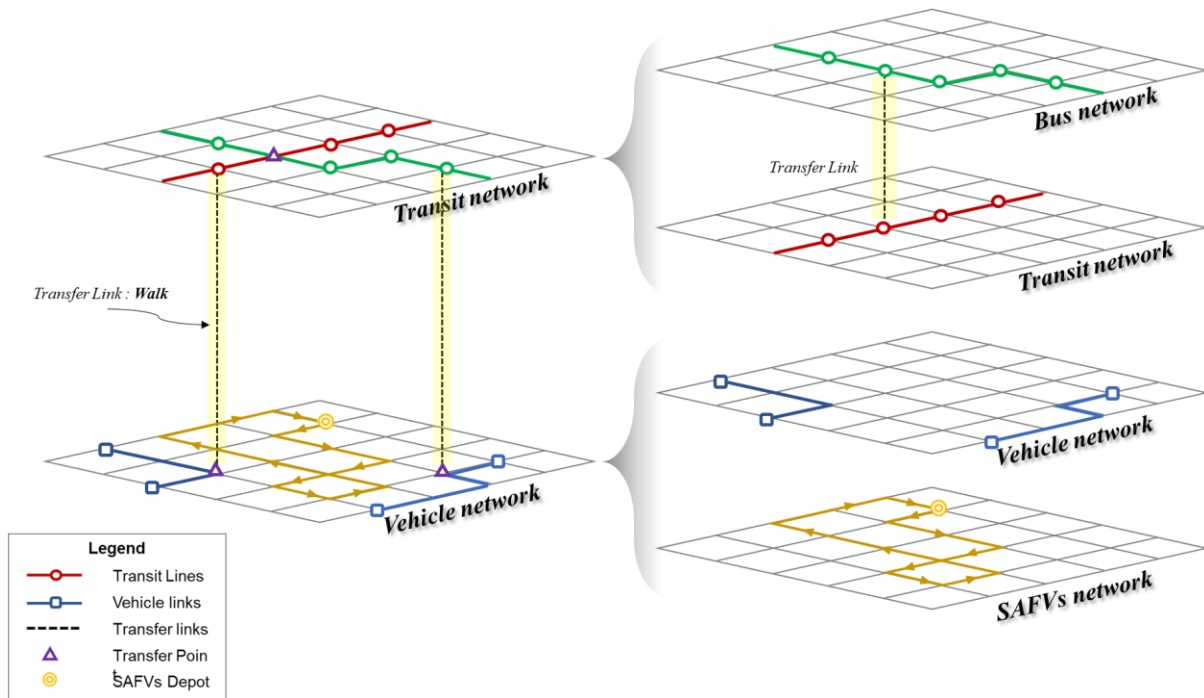 Bus network
Transit network
Transfer Link
Transit network
Transfer Link : Walk
Vehicle network
Vehicle network
SAFVs network
Legend
Transit Lines
Vehicle links
Transfer links
Transfer Poin
t
SAFVs Depot